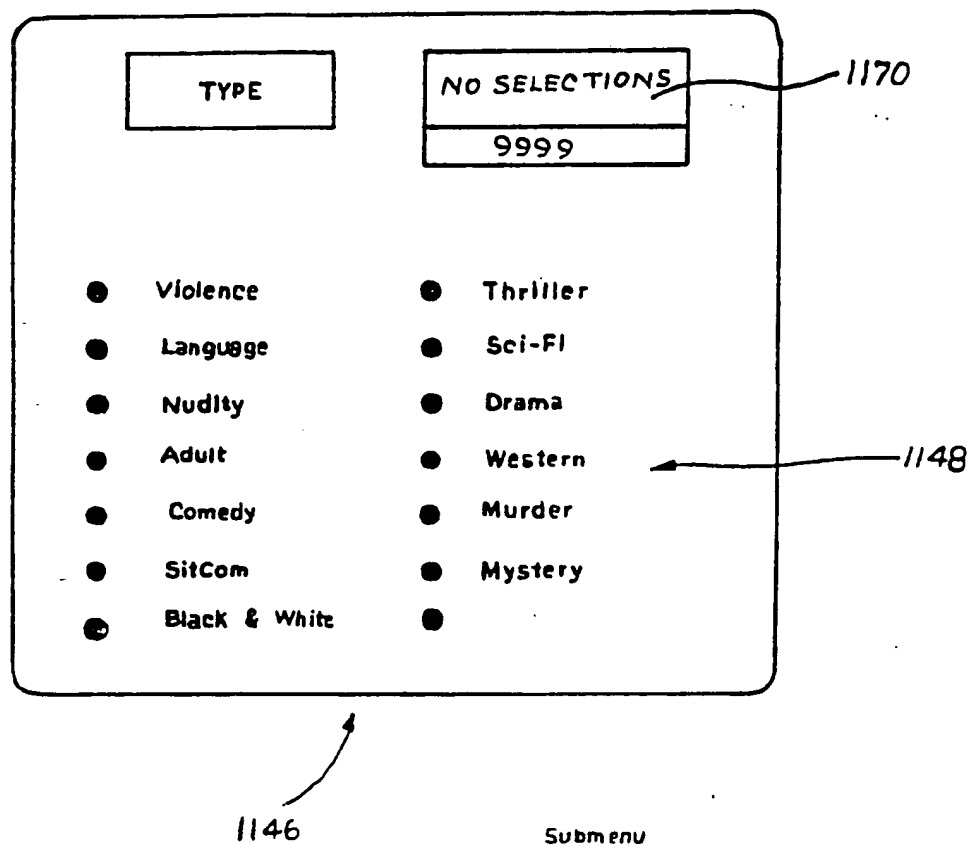 TYPE
NO SELECTIONS
1170
9999
Violence
Thriller
Language
Sci-Fi
Nudity
Drama
Adult
Western
1148
Comedy
Murder
SitCom
Mystery
Black & White
1146
Submenu